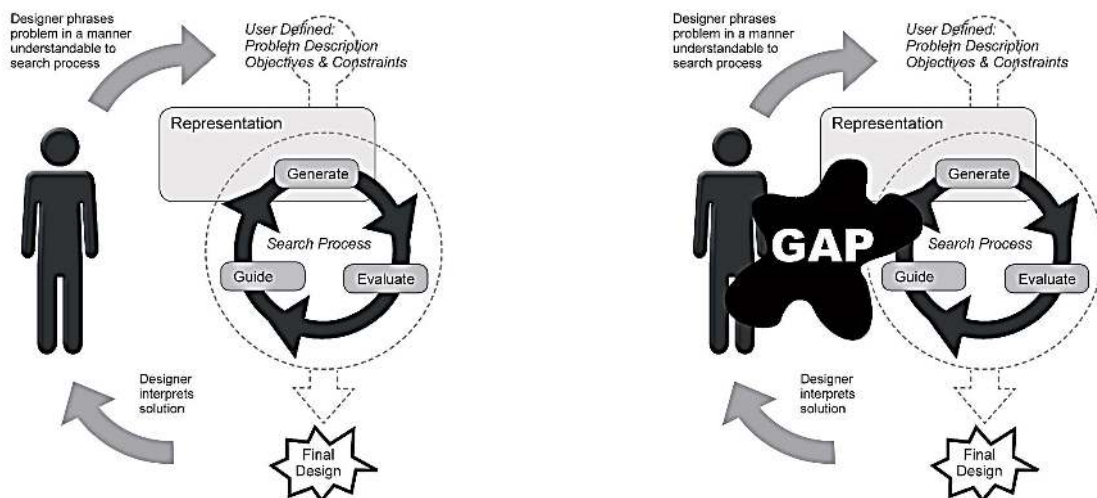 Designer phrases
problem in a manner
understandable to
search process
User Defined:
Problem Description
Objectives & Constraints
Representation
Generate
Search Process
Guide
Evaluate
Designer
interprets
solution
Final
Design
Designer phrases
problem in a manner
understandable to
search process
User Defined:
Problem Description
Objectives & Constraints
Representation
Generate
GAP
Search Process
Guide
Evaluate
Designer
interprets
solution
Final
Design